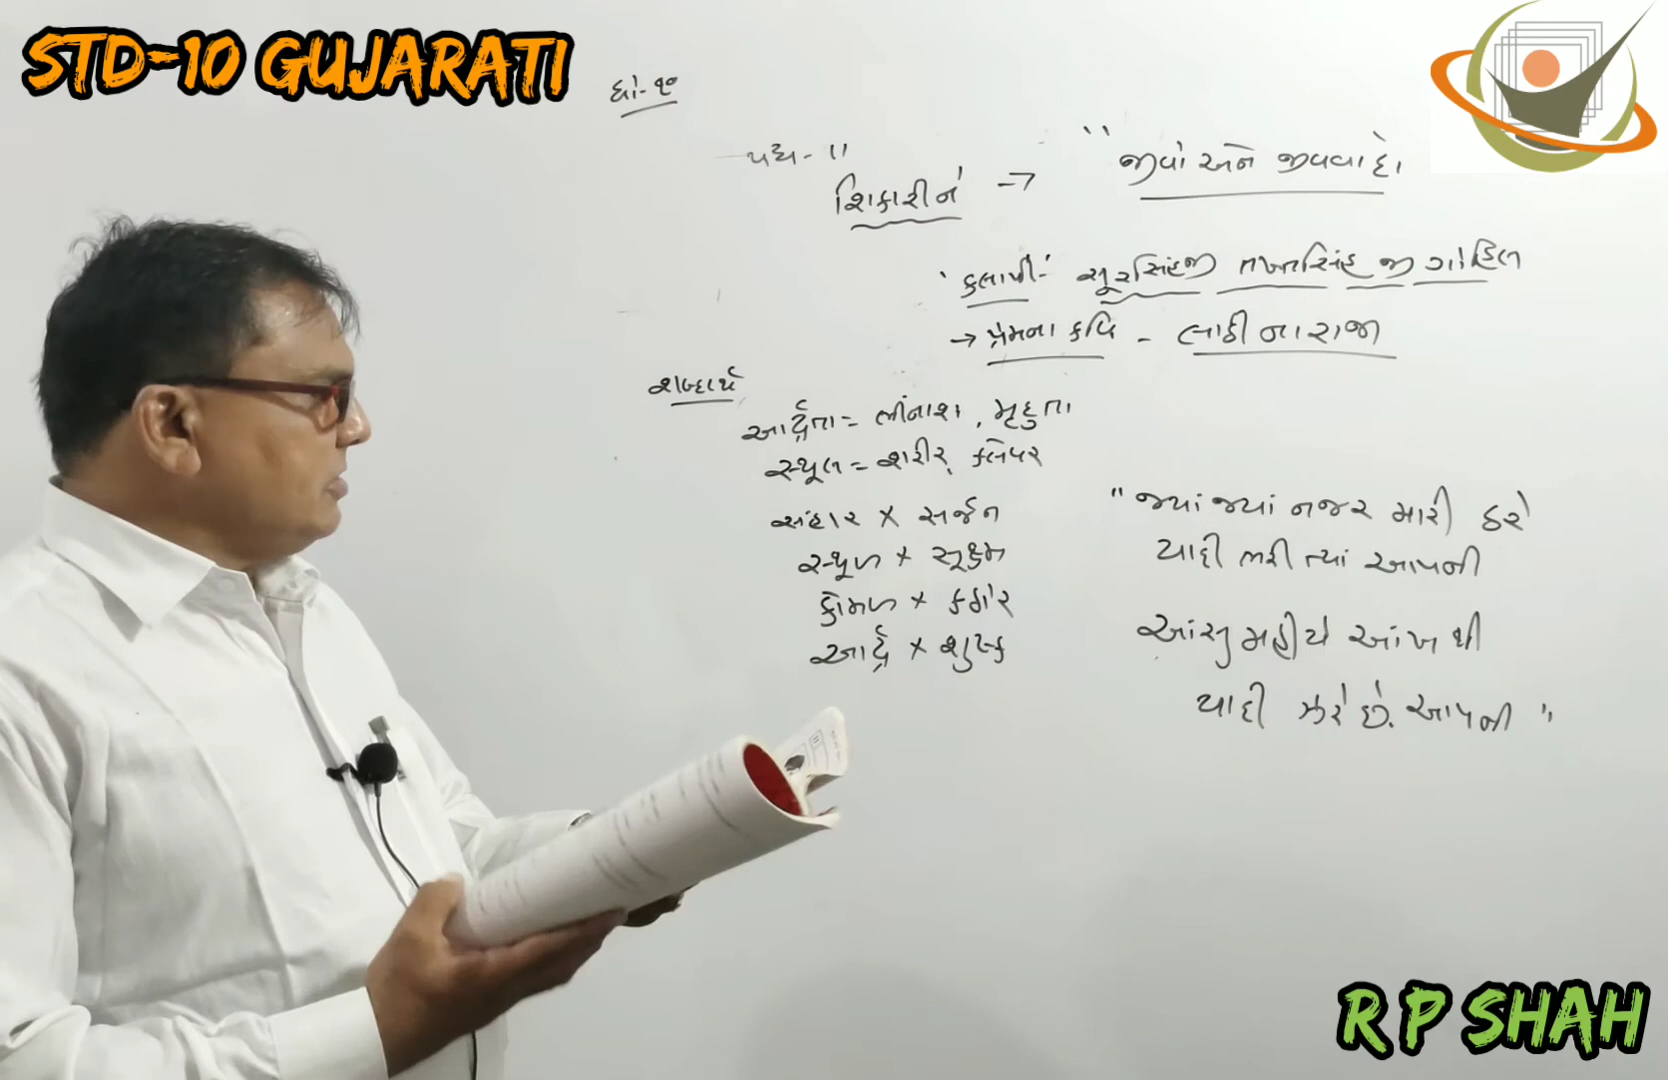 STD-10 GUJARATI
ધો-૧૦
પદ્ય- 11
શિકારીને → "જીવો અને જીવવા દો
'કલાપી' સૂરસિંહજી તખ્તસિંહજી ગોહિલ
→ પ્રેમના કવિ - લાઠી ના રાજા
શબ્દાર્થ
આર્દ્રતા = ભીનાશ, મૃદુતા
સ્થૂલ = શરીર, કલેવર
સંહાર × સર્જન
સ્થૂળ × સૂક્ષ્મ
કોમળ × કઠોર
આર્દ્ર × શુષ્ક
"જ્યાં જ્યાં નજર મારી ઠરે
યાદી ભરી ત્યાં આપની
આંસુ મહીં યે આંખ થી
યાદી ઝરે છે. આપની"
R P SHAH